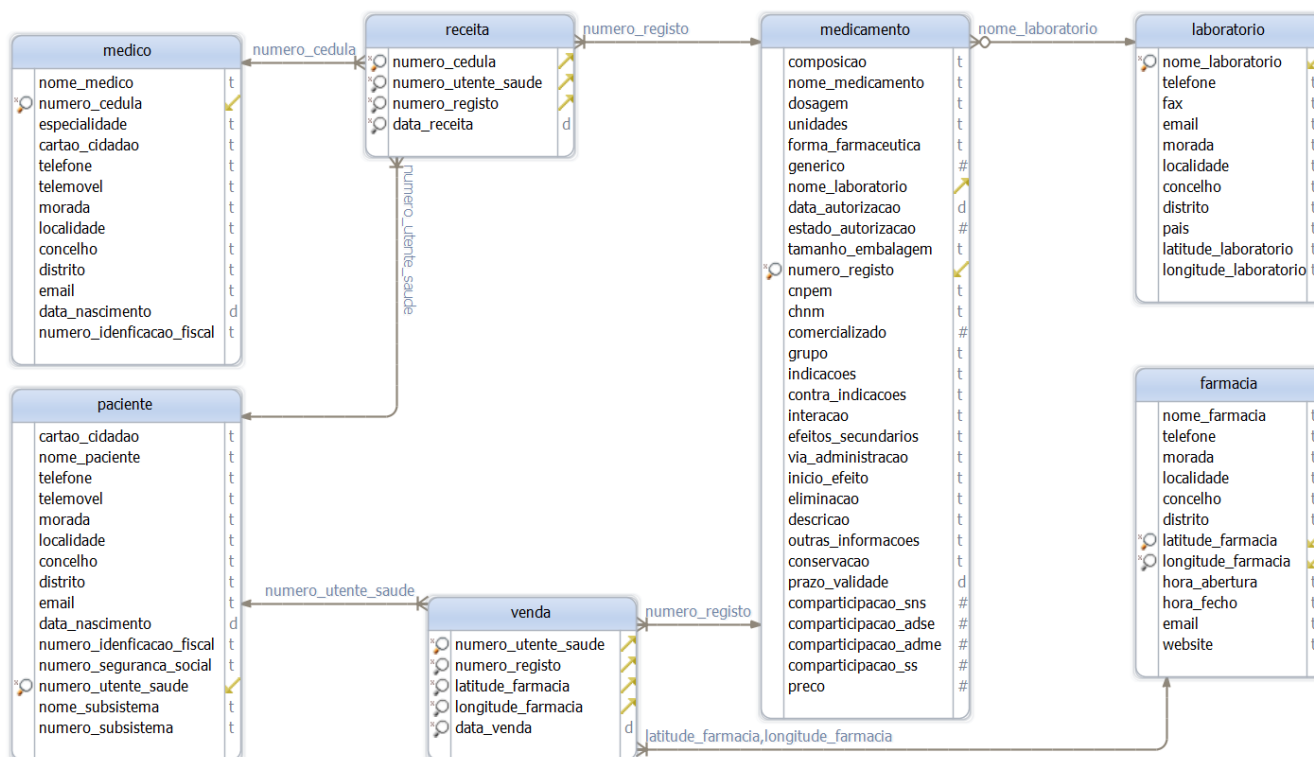 medico
nome_medico t
numero_cedula
especialidade t
cartao_cidadao t
telefone t
telemovel t
morada t
localidade t
concelho t
distrito t
email t
data_nascimento d
numero_idenficacao_fiscal t
numero_cedula
receita
numero_cedula
numero_utente_saude
numero_registo
data_receita d
numero_utente_saude
numero_registo
medicamento
composicao t
nome_medicamento t
dosagem t
unidades t
forma_farmaceutica t
generico #
nome_laboratorio
data_autorizacao d
estado_autorizacao #
tamanho_embalagem t
numero_registo
cnpem t
chnm t
comercializado #
grupo t
indicacoes t
contra_indicacoes t
interacao t
efeitos_secundarios t
via_administracao t
inicio_efeito t
eliminacao t
descricao t
outras_informacoes t
conservacao t
prazo_validade d
comparticipacao_sns #
comparticipacao_adse #
comparticipacao_adme #
comparticipacao_ss #
preco #
nome_laboratorio
laboratorio
nome_laboratorio
telefone t
fax t
email t
morada t
localidade t
concelho t
distrito t
pais t
latitude_laboratorio t
longitude_laboratorio t
paciente
cartao_cidadao t
nome_paciente t
telefone t
telemovel t
morada t
localidade t
concelho t
distrito t
email t
data_nascimento d
numero_idenficacao_fiscal t
numero_seguranca_social t
numero_utente_saude
nome_subsistema t
numero_subsistema t
numero_utente_saude
venda
numero_utente_saude
numero_registo
latitude_farmacia
longitude_farmacia
data_venda d
numero_registo
latitude_farmacia,longitude_farmacia
farmacia
nome_farmacia t
telefone t
morada t
localidade t
concelho t
distrito t
latitude_farmacia
longitude_farmacia
hora_abertura t
hora_fecho t
email t
website t